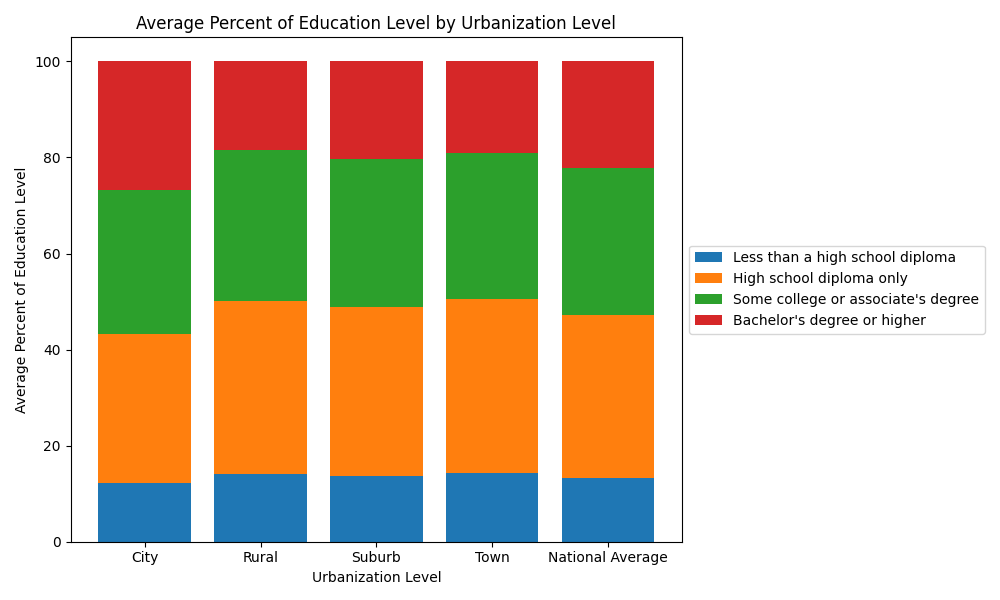 Average Percent of Education Level by Urbanization Level
Average Percent of Education Level
100
80
60
40
20
0
City
Rural
Suburb
Town
National Average
Urbanization Level
Less than a high school diploma
High school diploma only
Some college or associate's degree
Bachelor's degree or higher